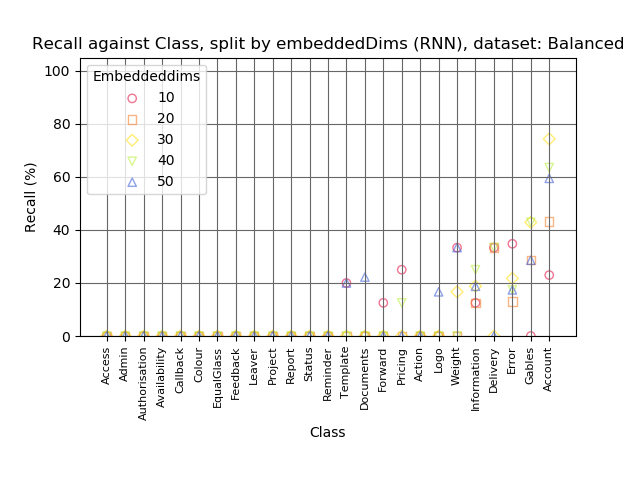 Recall against Class, split by embeddedDims (RNN), dataset: Balanced
Embeddeddims
10
20
30
40
50
100
80
60
40
20
0
Recall (%)
Access
Admin
Authorisation
Availability
Callback
Colour
EqualGlass
Feedback
Leaver
Project
Report
Status
Reminder
Template
Documents
Forward
Pricing
Action
Logo
Weight
Information
Delivery
Error
Gables
Account
Class